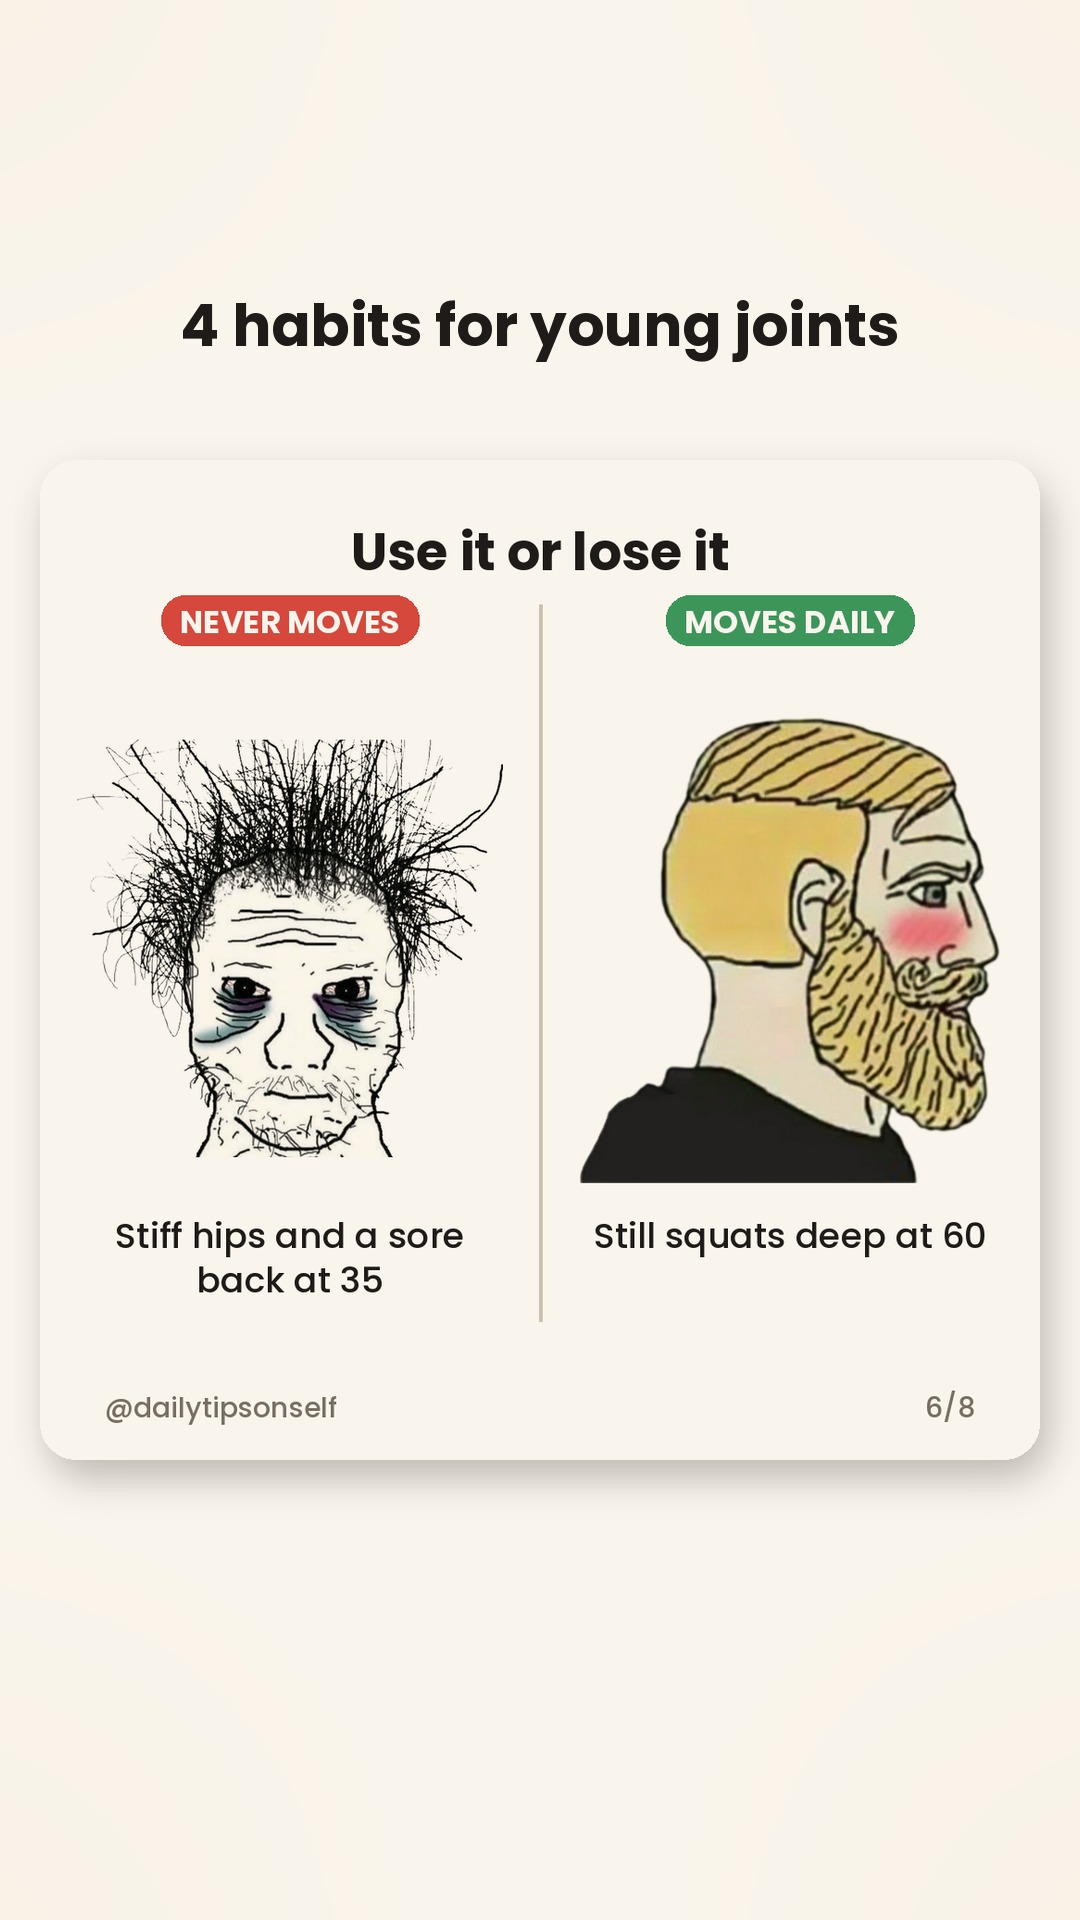 4 habits for young joints
Use it or lose it
NEVER MOVES
MOVES DAILY
Stiff hips and a sore
back at 35
Still squats deep at 60
@dailytipsonself
6/8